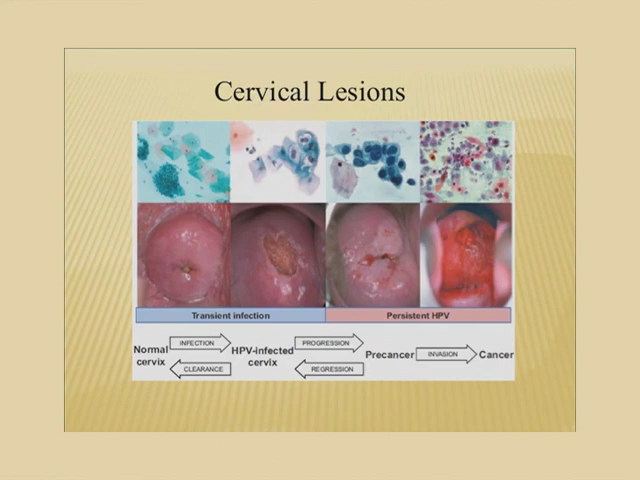 Cervical Lesions
Transient infection
Persistent HPV
Normal cervix
INFECTION
CLEARANCE
HPV-infected cervix
PROGRESSION
REGRESSION
Precancer
INVASION
Cancer